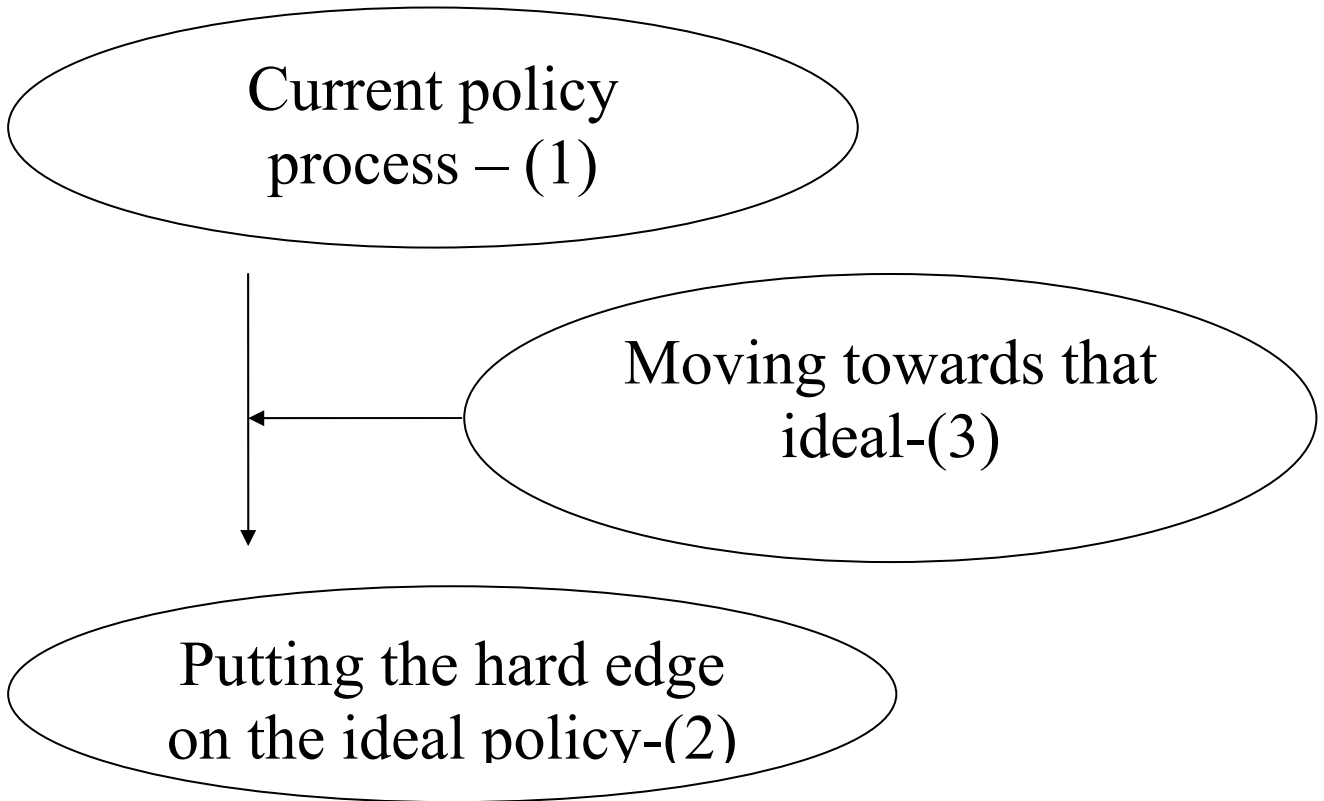 Current policy
process – (1)
Moving towards that
ideal-(3)
Putting the hard edge
on the ideal policy-(2)